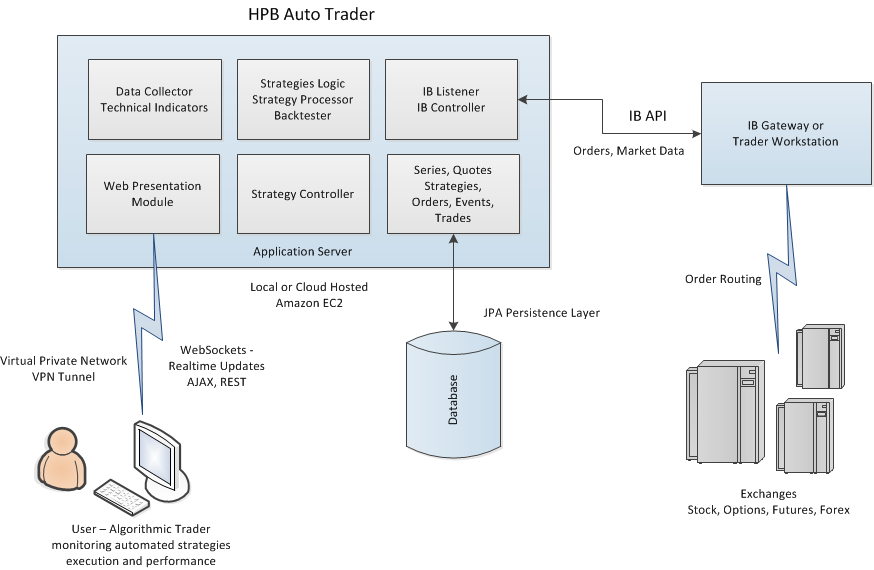 HPB Auto Trader
Data Collector
Technical Indicators
Strategies Logic
Strategy Processor
Backtester
IB Listener
IB Controller
Web Presentation
Module
Strategy Controller
Series, Quotes
Strategies,
Orders, Events,
Trades
Application Server
IB API
Orders, Market Data
IB Gateway or
Trader Workstation
Local or Cloud Hosted
Amazon EC2
JPA Persistence Layer
Order Routing
Virtual Private Network
VPN Tunnel
WebSockets -
Realtime Updates
AJAX, REST
Database
Exchanges
Stock, Options, Futures, Forex
User – Algorithmic Trader
monitoring automated strategies
execution and performance